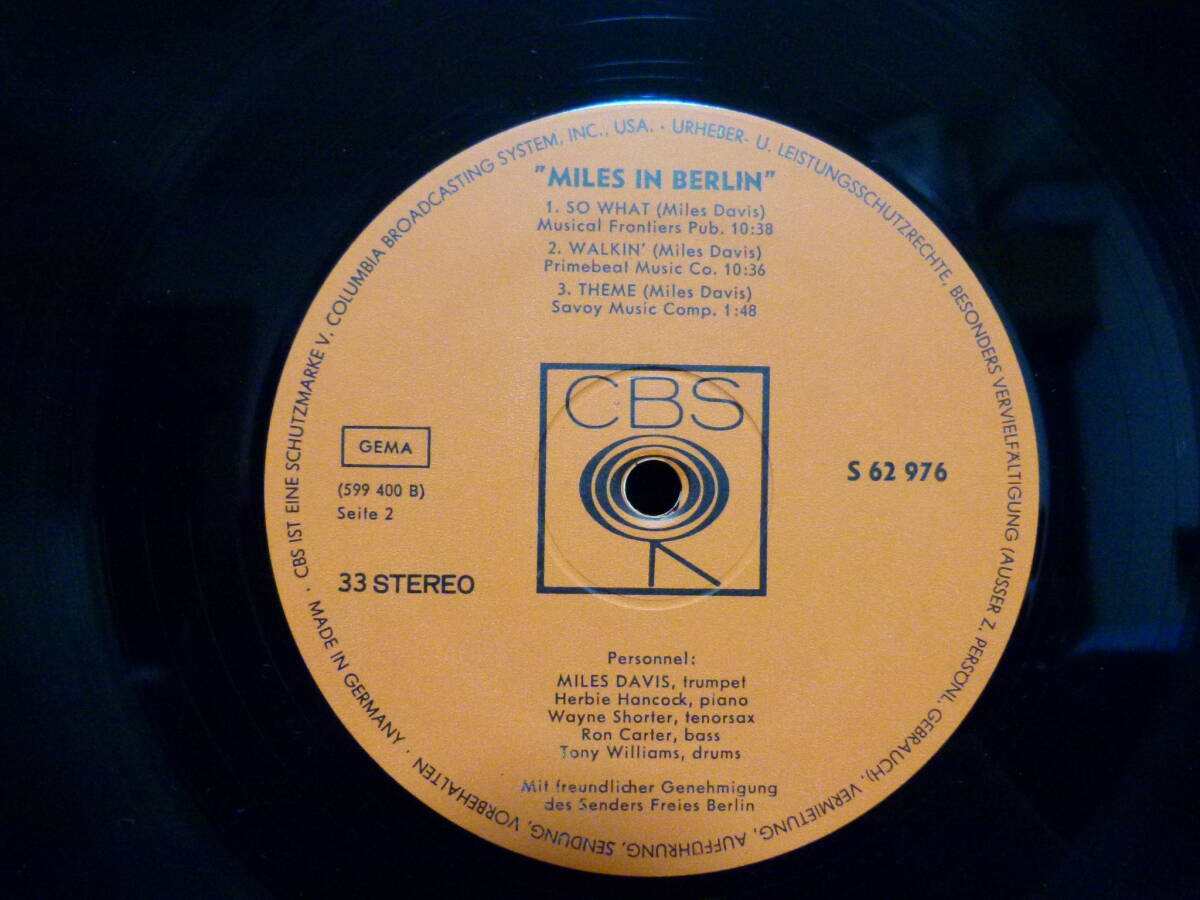 "MILES IN BERLIN"
1. SO WHAT (Miles Davis)
Musical Frontiers Pub. 10:38
2. WALKIN' (Miles Davis)
Primebeat Music Co. 10:36
3. THEME (Miles Davis)
Savoy Music Comp. 1:48
CBS
GEMA
(599 400 B)
Seite 2
33 STEREO
S 62 976
Personnel:
MILES DAVIS, trumpet
Herbie Hancock, piano
Wayne Shorter, tenorsax
Ron Carter, bass
Tony Williams, drums
Mit freundlicher Genehmigung
des Senders Freies Berlin
MADE IN GERMANY · CBS IST EINE SCHUTZMARKE V. COLUMBIA BROADCASTING SYSTEM, INC., USA. · URHEBER- U. LEISTUNGSSCHUTZRECHTE, BESONDERS VERVIELFÄLTIGUNG (AUSSER Z. PERSÖNL. GEBRAUCH), VERMIETUNG, AUFFÜHRUNG, SENDUNG, VORBEHALTEN ·